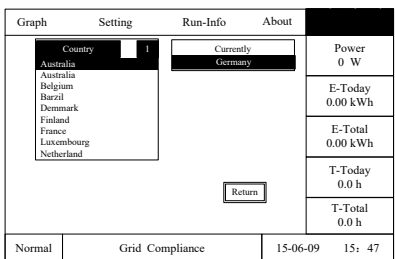 Graph Setting Run-Info About
Country 1
Australia
Australia
Belgium
Barzil
Demmark
Finland
France
Luxembourg
Netherland
Currently
Germany
Return
Power
0 W
E-Today
0.00 kWh
E-Total
0.00 kWh
T-Today
0.0 h
T-Total
0.0 h
Normal Grid Compliance 15-06-09 15：47